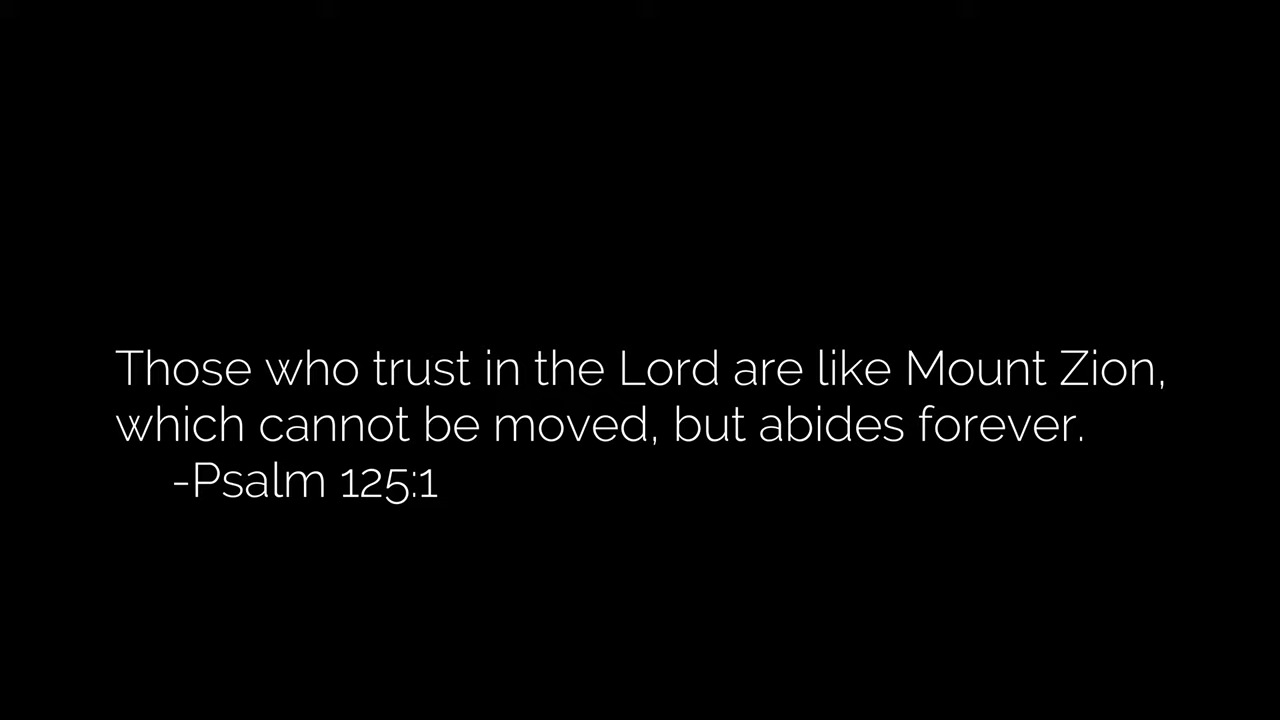 Those who trust in the Lord are like Mount Zion,
which cannot be moved, but abides forever.
-Psalm 125:1